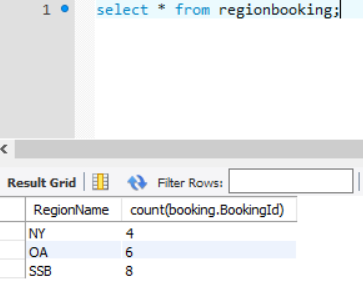 1 select * from regionbooking;
Result Grid Filter Rows:
RegionName count(booking.BookingId)
NY 4
OA 6
SSB 8